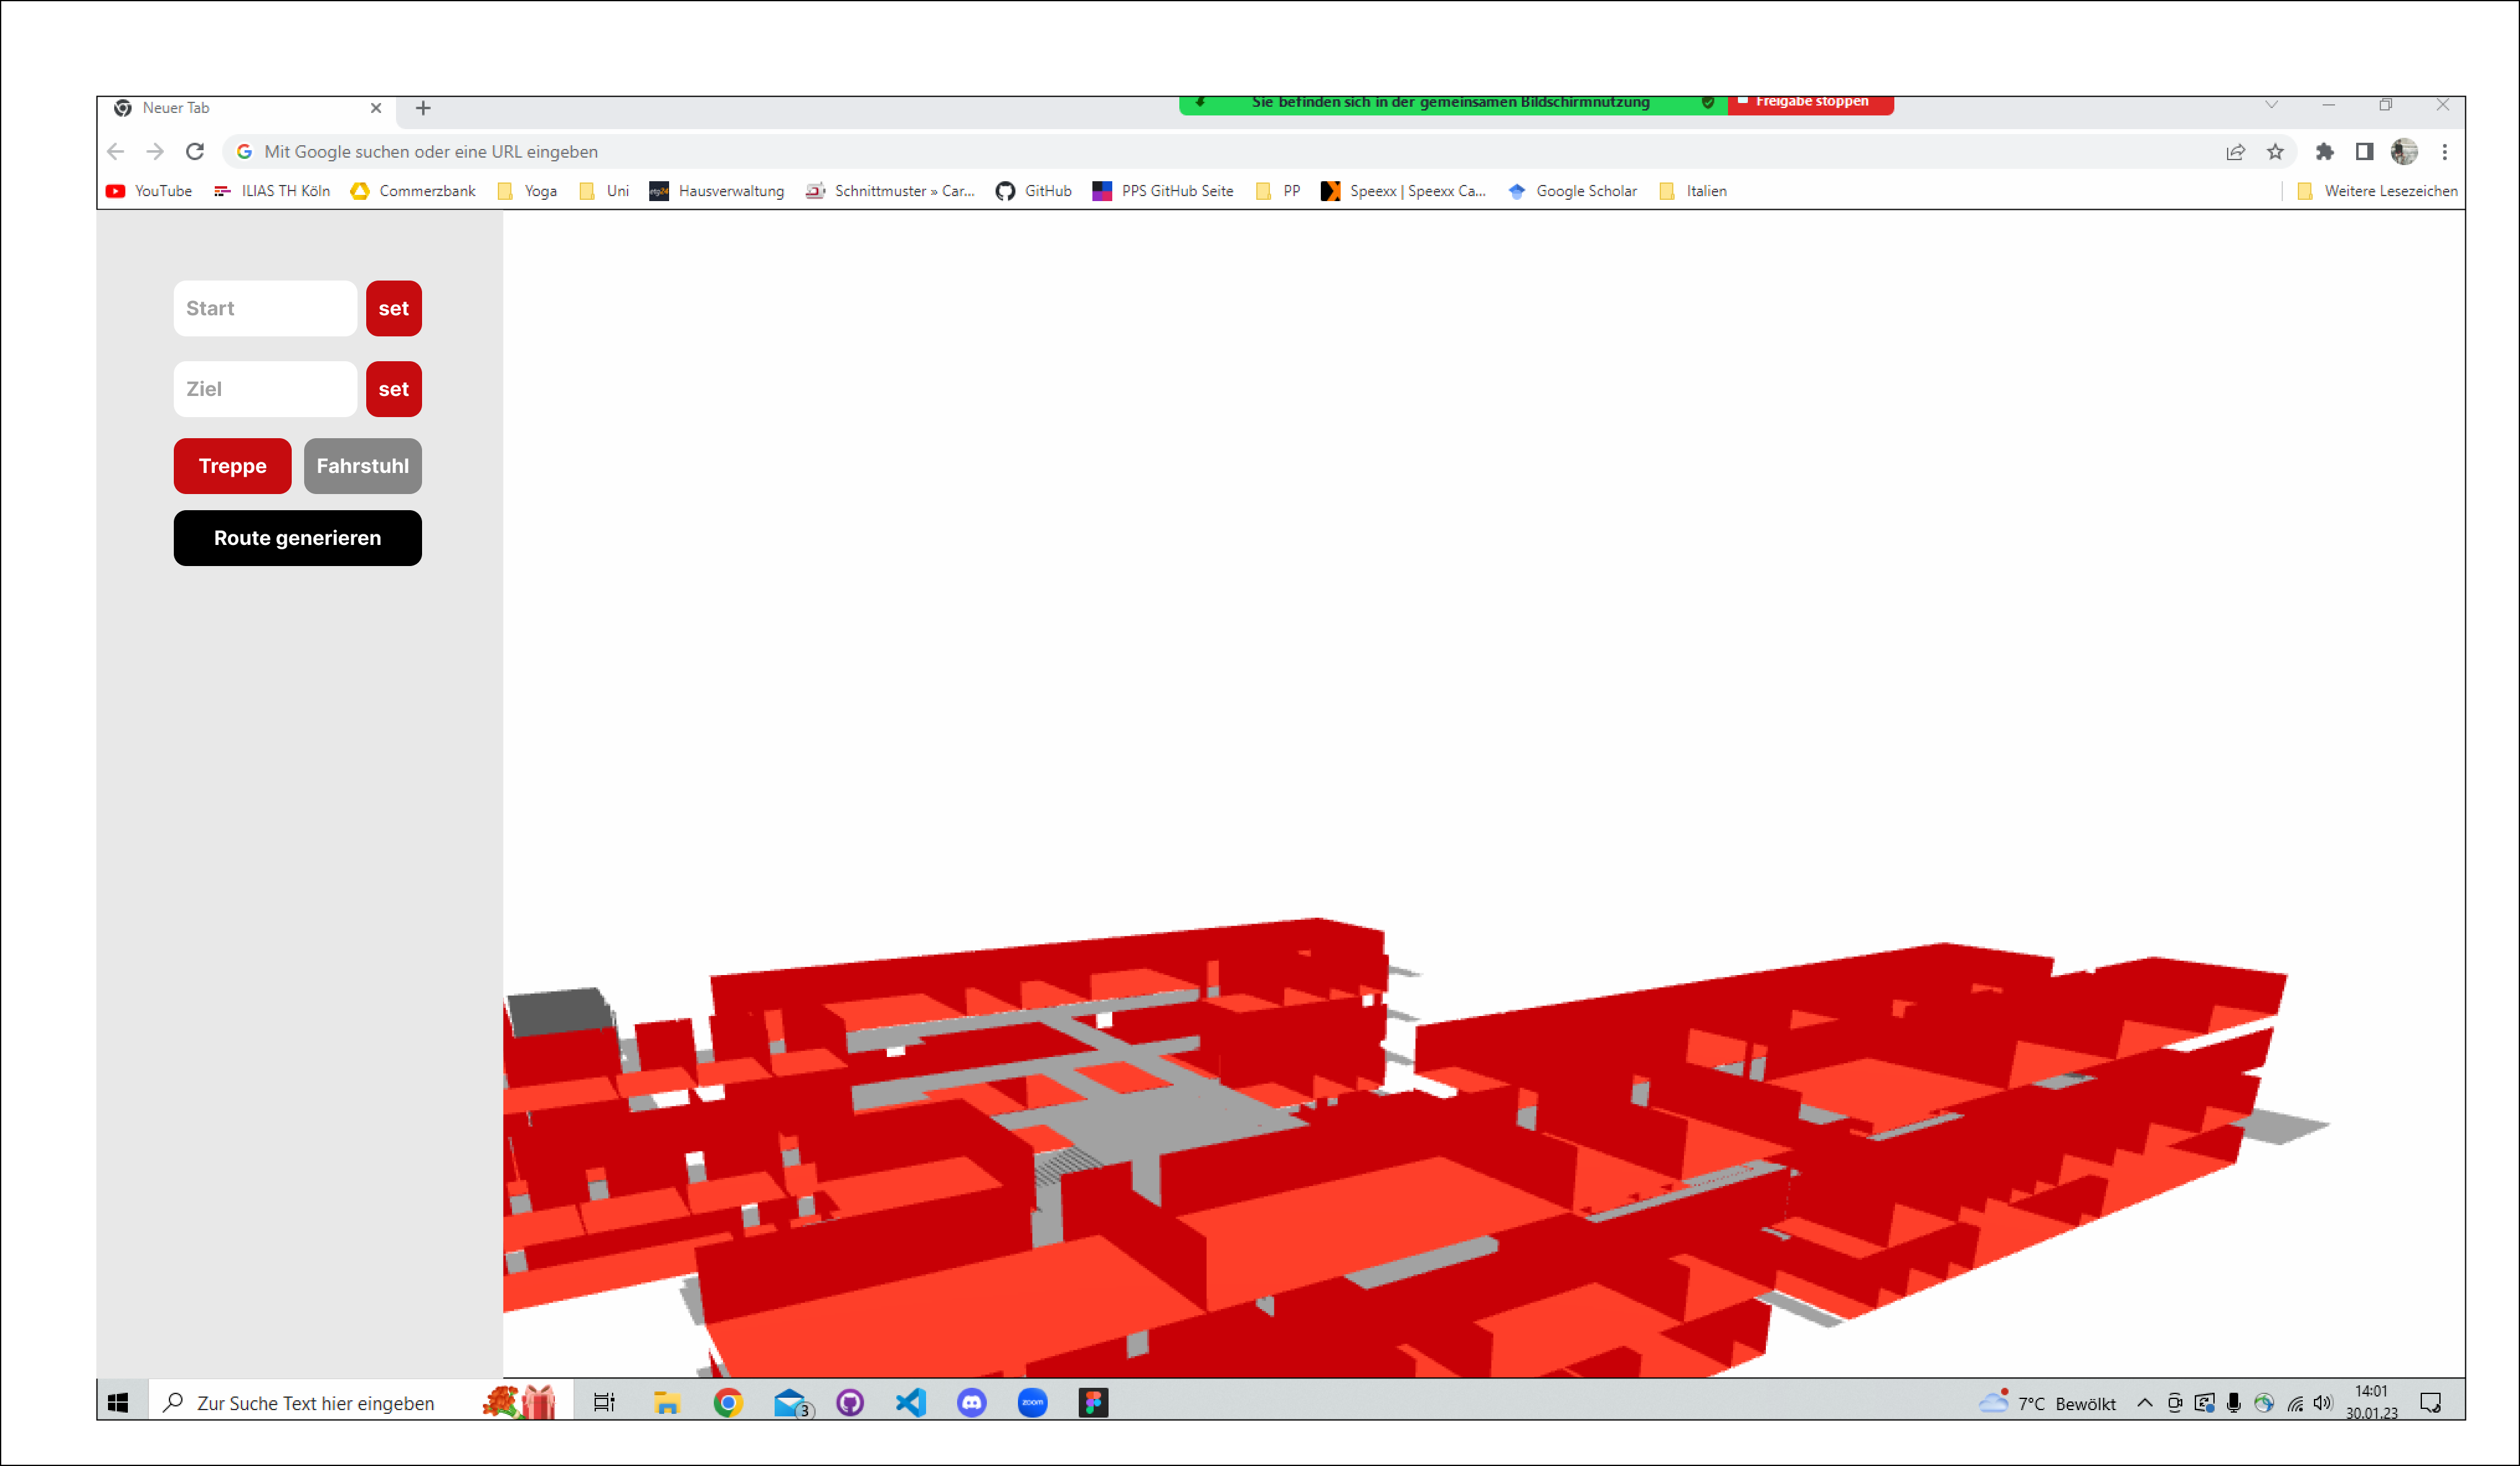 Neuer Tab
Sie befinden sich in der gemeinsamen Bildschirmnutzung
Freigabe stoppen
Mit Google suchen oder eine URL eingeben
YouTube ILIAS TH Köln Commerzbank Yoga Uni Hausverwaltung Schnittmuster » Car... GitHub PPS GitHub Seite PP Speexx | Speexx Ca... Google Scholar Italien Weitere Lesezeichen
Start set
Ziel set
Treppe Fahrstuhl
Route generieren
Zur Suche Text hier eingeben
3
zoom
7°C Bewölkt
14:01
30.01.23